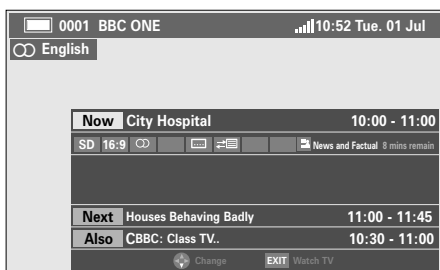 0001 BBC ONE 10:52 Tue. 01 Jul
English
Now City Hospital 10:00 - 11:00
SD 16:9 News and Factual 8 mins remain
Next Houses Behaving Badly 11:00 - 11:45
Also CBBC: Class TV.. 10:30 - 11:00
Change EXIT Watch TV